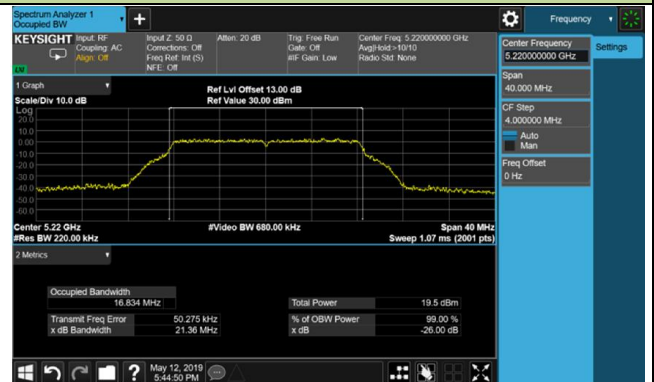 Spectrum Analyzer 1
Occupied BW
Frequency
KEYSIGHT
Input: RF
Coupling: AC
Align: Off
Input Z: 50 Ω
Corrections: Off
Freq Ref: Int (S)
NFE: Off
Atten: 20 dB
Trig: Free Run
Gate: Off
#IF Gain: Low
Center Freq: 5.220000000 GHz
Avg|Hold:>10/10
Radio Std: None
Center Frequency
5.220000000 GHz
Settings
Span
40.000 MHz
CF Step
4.000000 MHz
Auto
Man
Freq Offset
0 Hz
1 Graph
Scale/Div 10.0 dB
Ref Lvl Offset 13.00 dB
Ref Value 30.00 dBm
Log
20.0
10.0
0.00
-10.0
-20.0
-30.0
-40.0
-50.0
-60.0
Center 5.22 GHz
#Res BW 220.00 kHz
#Video BW 680.00 kHz
Span 40 MHz
Sweep 1.07 ms (2001 pts)
2 Metrics
Occupied Bandwidth
16.834 MHz
Total Power 19.5 dBm
Transmit Freq Error 50.275 kHz
% of OBW Power 99.00 %
x dB Bandwidth 21.36 MHz
x dB -26.00 dB
May 12, 2019
5:44:50 PM